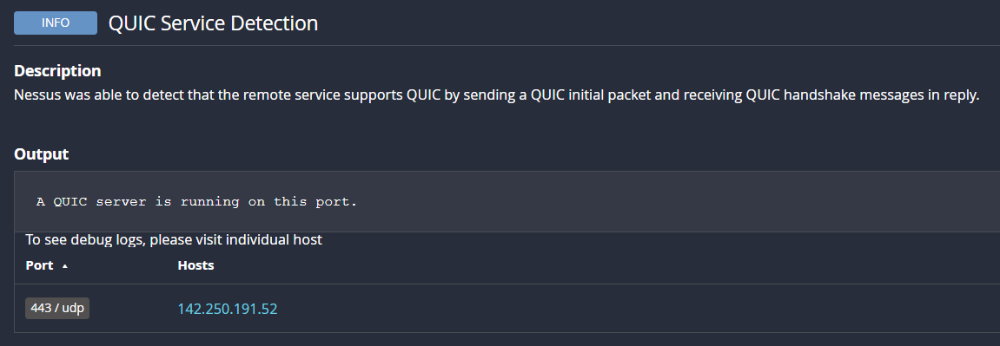 INFO QUIC Service Detection
Description
Nessus was able to detect that the remote service supports QUIC by sending a QUIC initial packet and receiving QUIC handshake messages in reply.
Output
A QUIC server is running on this port.
To see debug logs, please visit individual host
Port ▲ Hosts
443 / udp 142.250.191.52